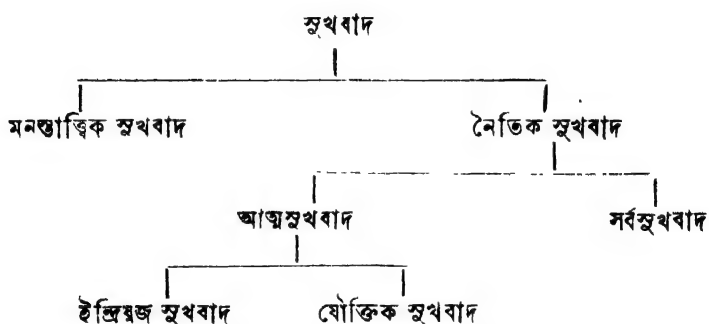 সুখবাদ
মনস্তাত্ত্বিক সুখবাদ নৈতিক সুখবাদ
আত্মসুখবাদ সর্বসুখবাদ
ইন্দ্রিয়জ সুখবাদ যৌক্তিক সুখবাদ